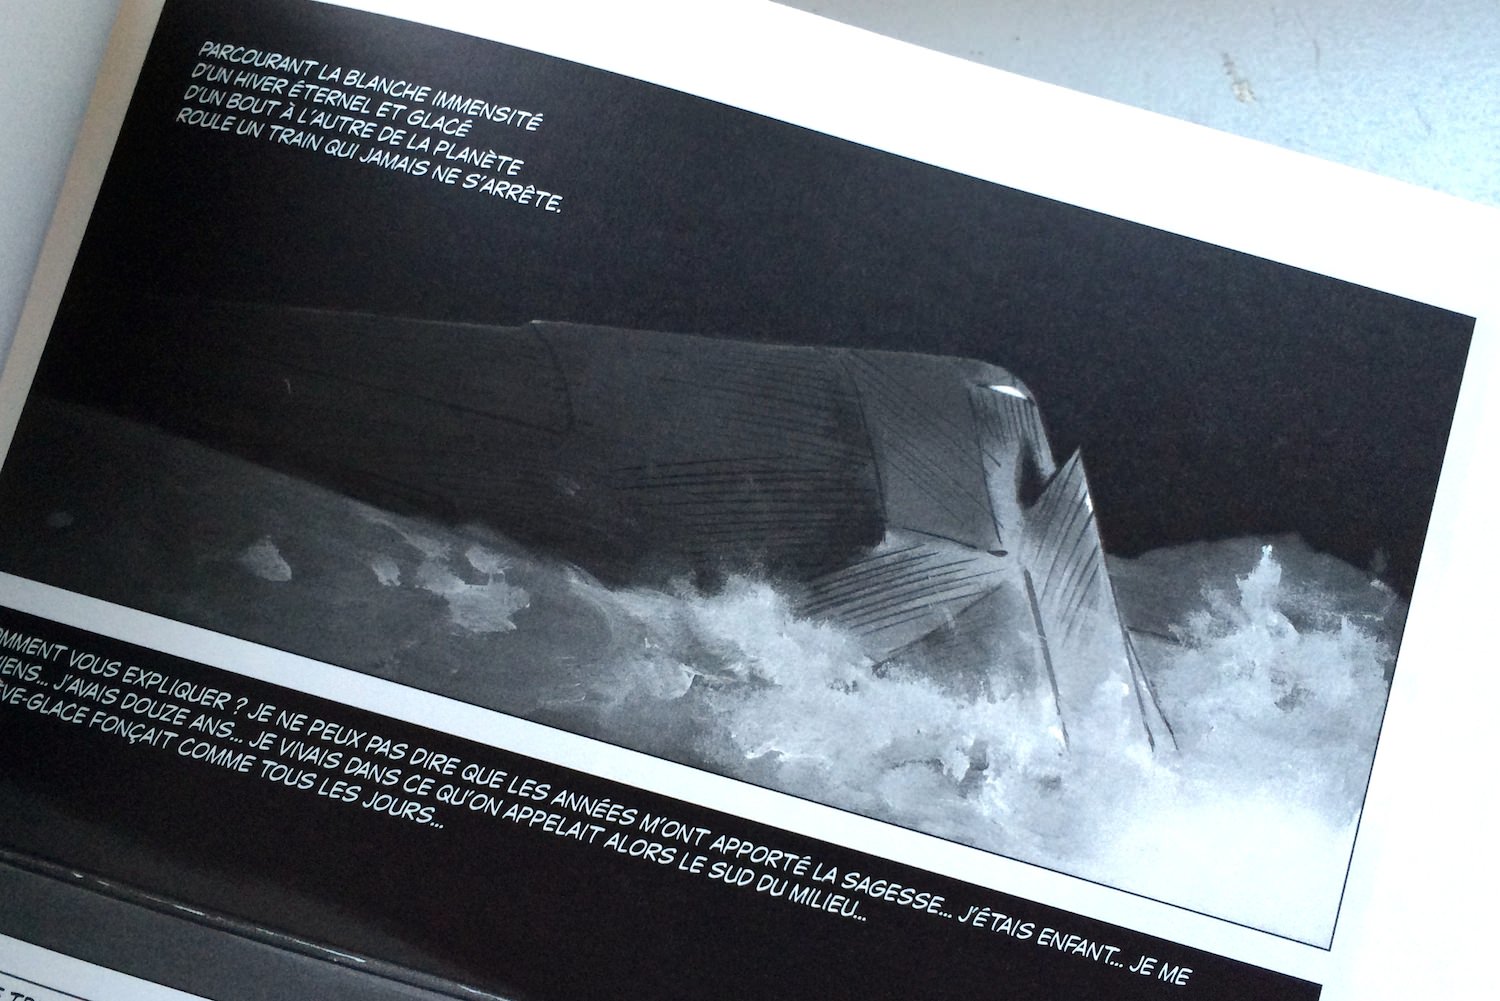 PARCOURANT LA BLANCHE IMMENSITÉ
D'UN HIVER ÉTERNEL ET GLACÉ
D'UN BOUT À L'AUTRE DE LA PLANÈTE
ROULE UN TRAIN QUI JAMAIS NE S'ARRÊTE.
OMMENT VOUS EXPLIQUER ? JE NE PEUX PAS DIRE QUE LES ANNÉES M'ONT APPORTÉ LA SAGESSE... J'ÉTAIS ENFANT... JE ME
IENS... J'AVAIS DOUZE ANS... JE VIVAIS DANS CE QU'ON APPELAIT ALORS LE SUD DU MILIEU...
ÈVE-GLACE FONÇAIT COMME TOUS LES JOURS...